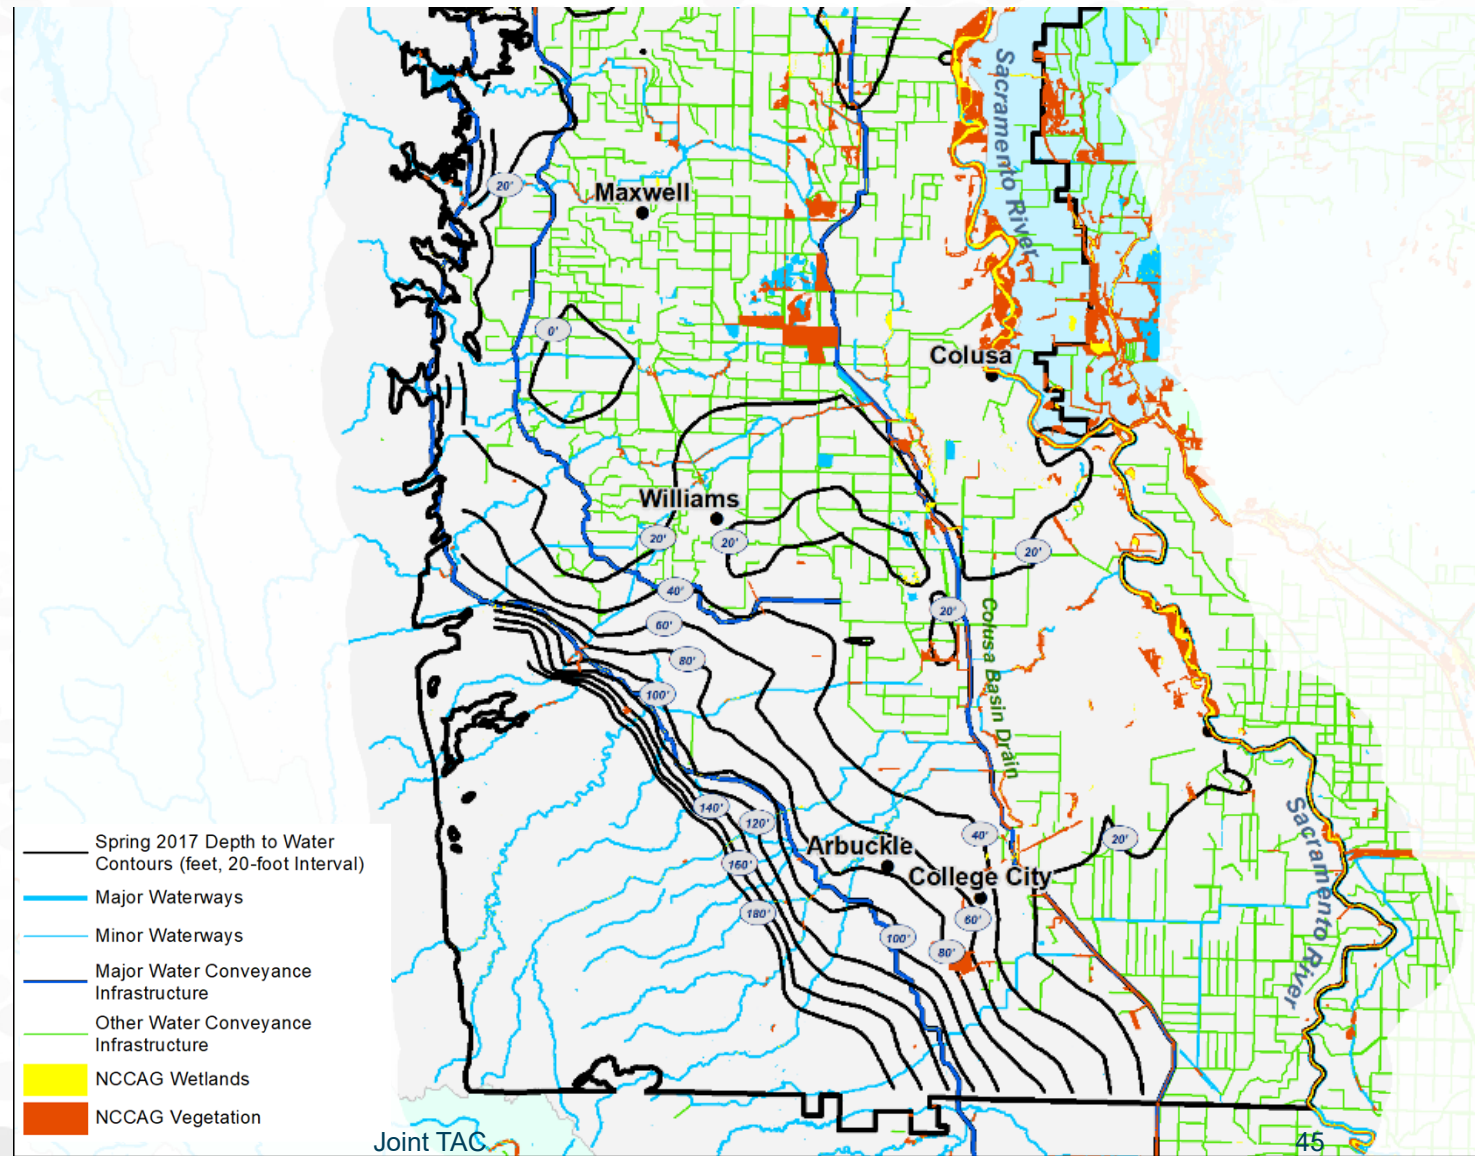 Sacramento River
20'
Maxwell
0'
Colusa
Williams
20'
20'
20'
40'
20'
60'
Colusa Basin Drain
80'
100'
140'
120'
40'
20'
Arbuckle
160'
College City
Sacramento River
180'
60'
100'
80'
Spring 2017 Depth to Water
Contours (feet, 20-foot Interval)
Major Waterways
Minor Waterways
Major Water Conveyance
Infrastructure
Other Water Conveyance
Infrastructure
NCCAG Wetlands
NCCAG Vegetation
Joint TAC
45